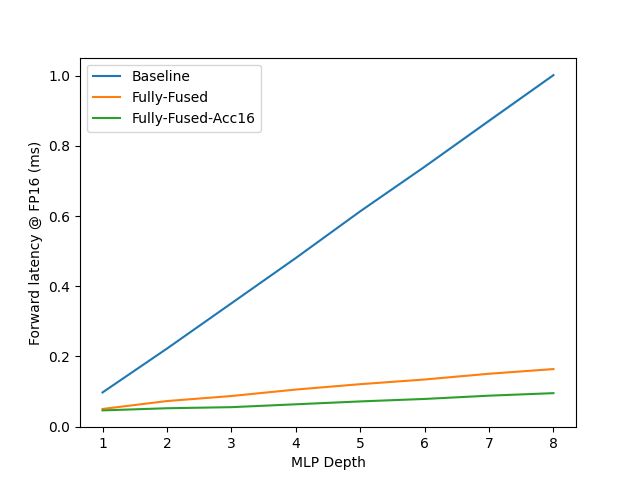 Baseline
Fully-Fused
Fully-Fused-Acc16
1.0
0.8
0.6
0.4
0.2
0.0
Forward latency @ FP16 (ms)
1 2 3 4 5 6 7 8
MLP Depth